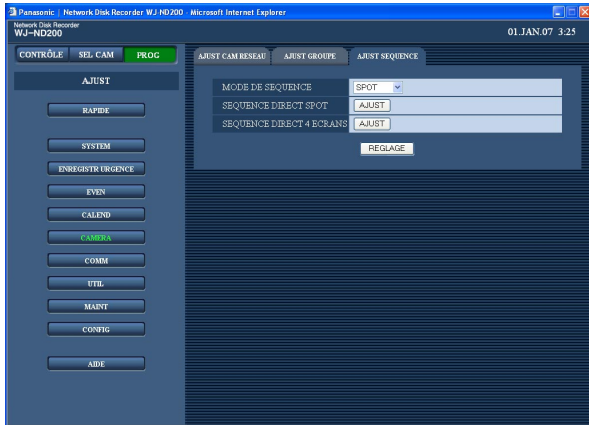 Panasonic | Network Disk Recorder WJ-ND200 - Microsoft Internet Explorer
Network Disk Recorder
WJ-ND200
01.JAN.07 3:25
CONTRÔLE SEL CAM PROG
AJUST CAM RESEAU AJUST GROUPE AJUST SEQUENCE
AJUST
RAPIDE
SYSTEM
ENREGISTR URGENCE
EVEN
CALEND
CAMERA
COMM
UTIL
MAINT
CONFIG
AIDE
MODE DE SEQUENCE SPOT
SEQUENCE DIRECT SPOT AJUST
SEQUENCE DIRECT 4 ECRANS AJUST
REGLAGE